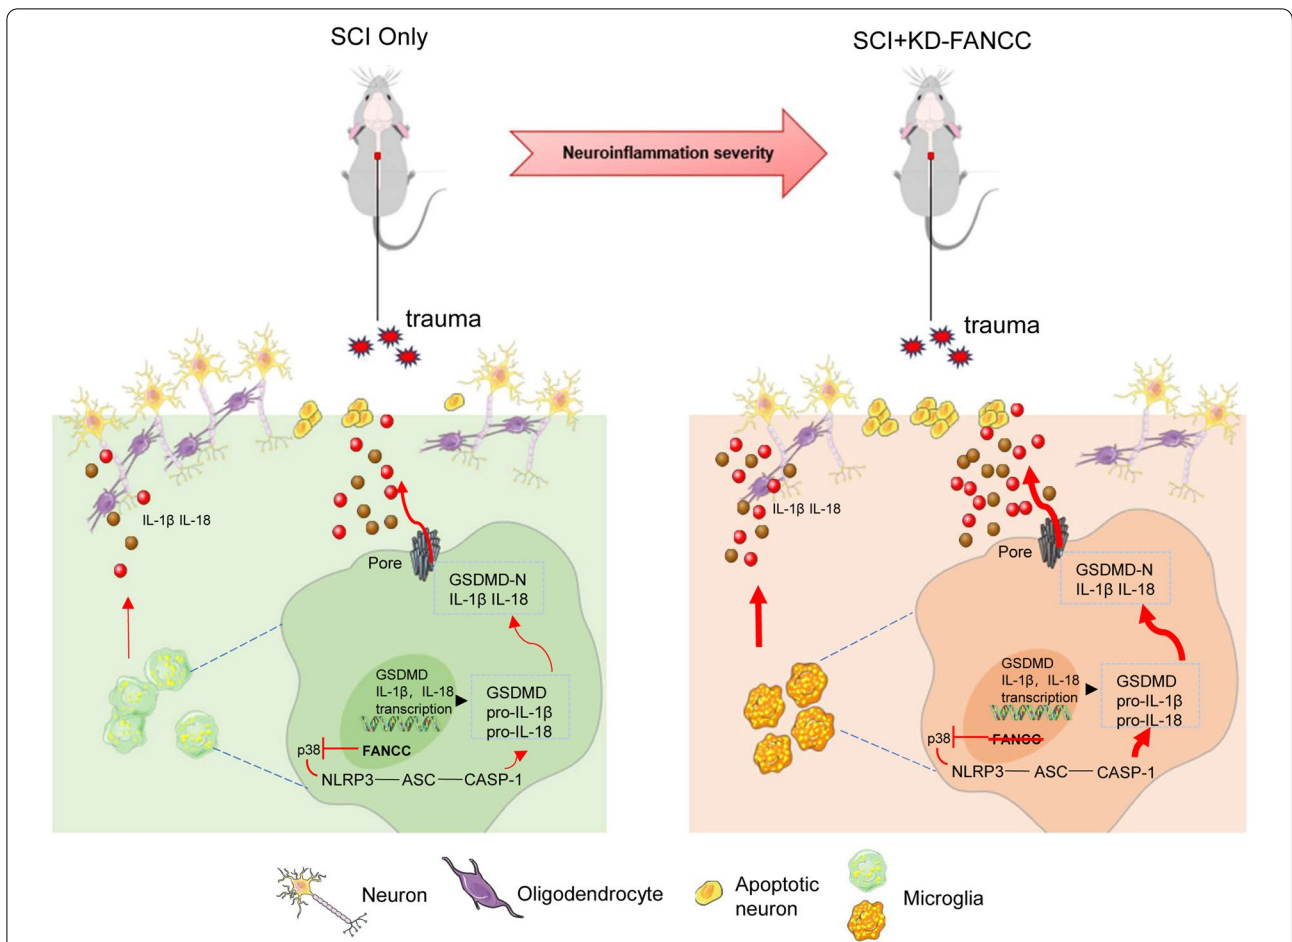 SCI Only
SCI+KD-FANCC
Neuroinflammation severity
trauma
IL-1β IL-18
Pore
GSDMD-N
IL-1β IL-18
GSDMD
IL-1β, IL-18
transcription
GSDMD
pro-IL-1β
pro-IL-18
p38
FANCC
NLRP3
ASC
CASP-1
trauma
IL-1β IL-18
Pore
GSDMD-N
IL-1β IL-18
GSDMD
IL-1β, IL-18
transcription
GSDMD
pro-IL-1β
pro-IL-18
p38
FANCC
NLRP3
ASC
CASP-1
Neuron
Oligodendrocyte
Apoptotic
neuron
Microglia